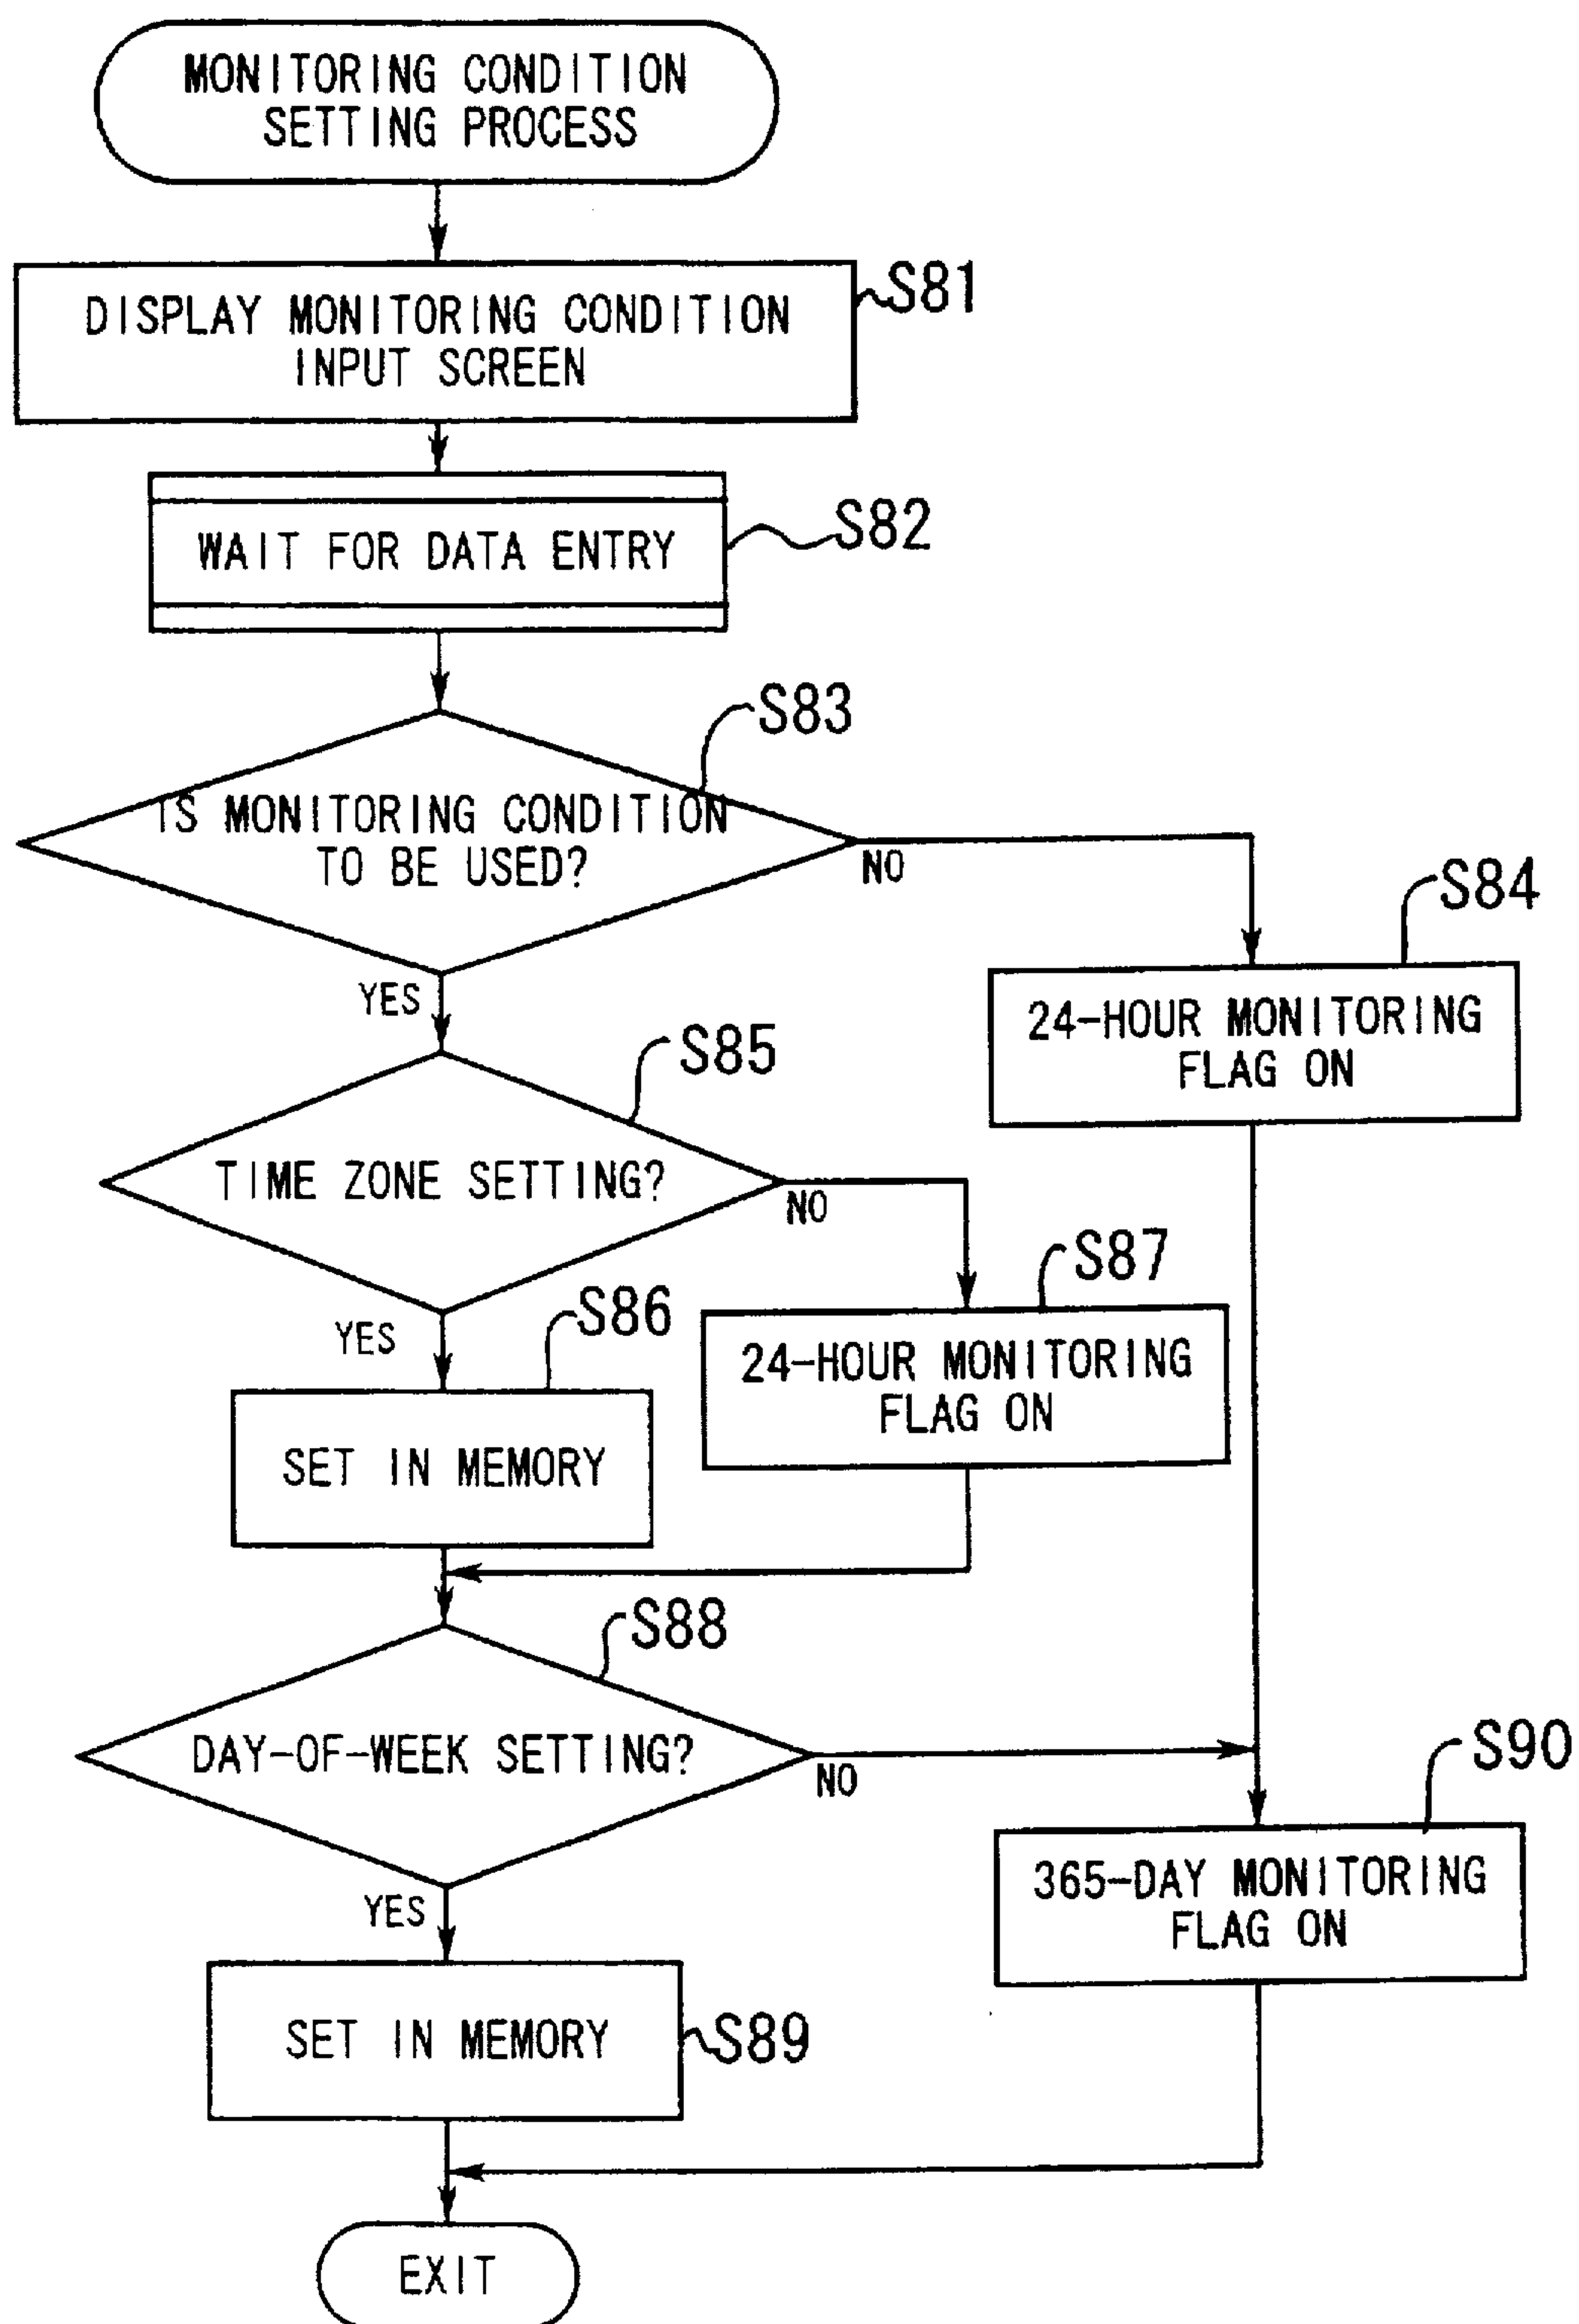 MONITORING CONDITION
SETTING PROCESS
S81
DISPLAY MONITORING CONDITION
INPUT SCREEN
S82
WAIT FOR DATA ENTRY
S83
IS MONITORING CONDITION
TO BE USED?
NO
S84
YES
24-HOUR MONITORING
FLAG ON
S85
TIME ZONE SETTING?
NO
S87
S86
YES
24-HOUR MONITORING
FLAG ON
SET IN MEMORY
S88
DAY-OF-WEEK SETTING?
NO
S90
YES
365-DAY MONITORING
FLAG ON
SET IN MEMORY
S89
EXIT